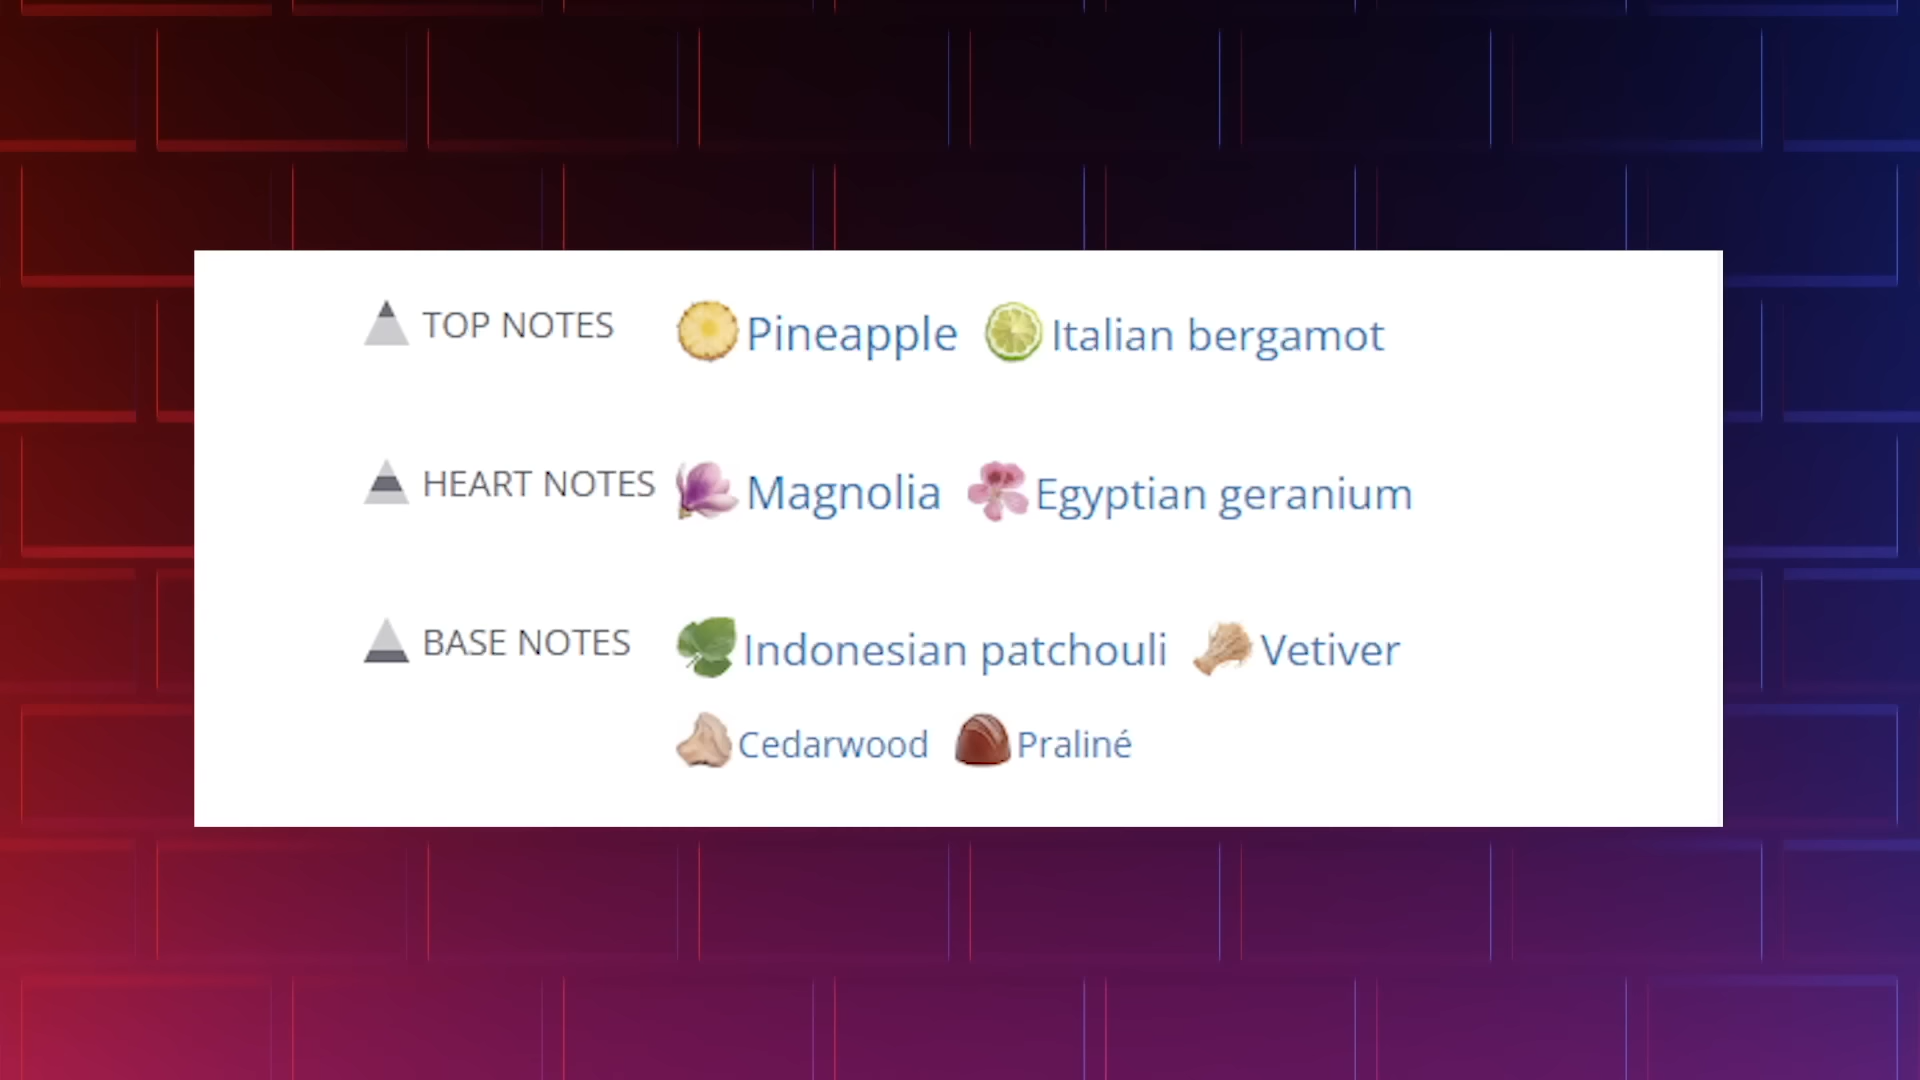 TOP NOTES Pineapple Italian bergamot
HEART NOTES Magnolia Egyptian geranium
BASE NOTES Indonesian patchouli Vetiver
Cedarwood Praliné